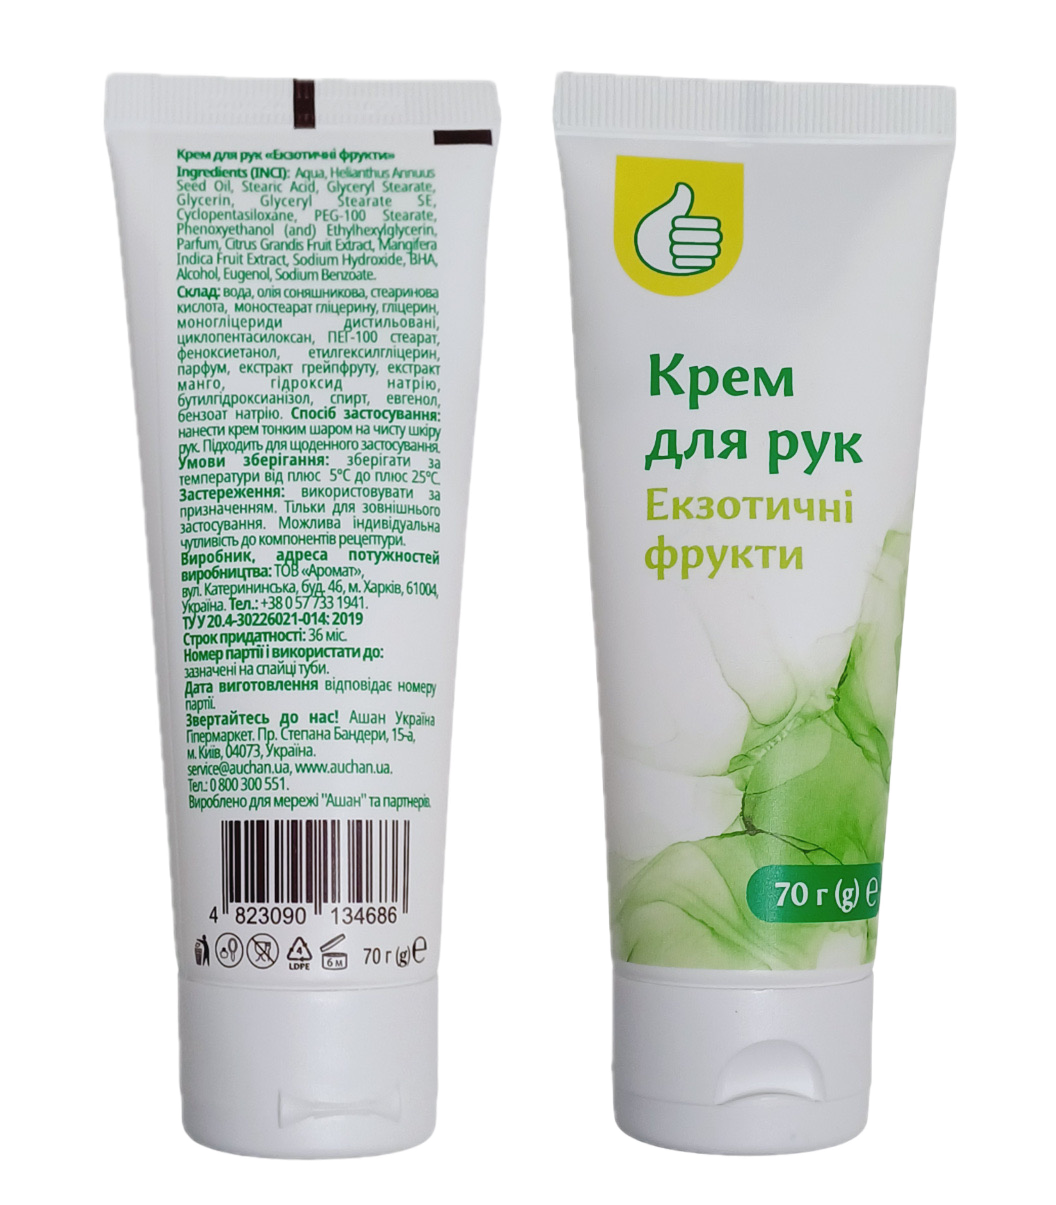 Крем для рук «Екзотичні фрукти»
Ingredients (INCI): Aqua, Helianthus Annuus
Seed Oil, Stearic Acid, Glyceryl Stearate,
Glycerin, Glyceryl Stearate SE,
Cyclopentasiloxane, PEG-100 Stearate,
Phenoxyethanol (and) Ethylhexylglycerin,
Parfum, Citrus Grandis Fruit Extract, Mangifera
Indica Fruit Extract, Sodium Hydroxide, BHA,
Alcohol, Eugenol, Sodium Benzoate.
Склад: вода, олія соняшникова, стеаринова
кислота, моностеарат гліцерину, гліцерин,
моногліцериди дистильовані,
циклопентасилоксан, ПЕГ-100 стеарат,
феноксиетанол, етилгексилгліцерин,
парфум, екстракт грейпфруту, екстракт
манго, гідроксид натрію,
бутилгідроксианізол, спирт, евгенол,
бензоат натрію. Спосіб застосування:
нанести крем тонким шаром на чисту шкіру
рук. Підходить для щоденного застосування.
Умови зберігання: зберігати за
температури від плюс 5°С до плюс 25°С.
Застереження: використовувати за
призначенням. Тільки для зовнішнього
застосування. Можлива індивідуальна
чутливість до компонентів рецептури.
Виробник, адреса потужностей
виробництва: ТОВ «Аромат»,
вул. Катерининська, буд. 46, м. Харків, 61004,
Україна. Тел.: +38 0 57 733 1941.
ТУ У 20.4-30226021-014: 2019
Строк придатності: 36 міс.
Номер партії і використати до:
зазначені на спайці туби.
Дата виготовлення відповідає номеру
партії.
Звертайтесь до нас! Ашан Україна
Гіпермаркет. Пр. Степана Бандери, 15-а,
м. Київ, 04073, Україна.
service@auchan.ua, www.auchan.ua.
Тел.: 0 800 300 551.
Вироблено для мережі "Ашан" та партнерів.
4 823090 134686
4
LDPE
6 м
70 г (g) e
Крем
для рук
Екзотичні
фрукти
70 г (g) e